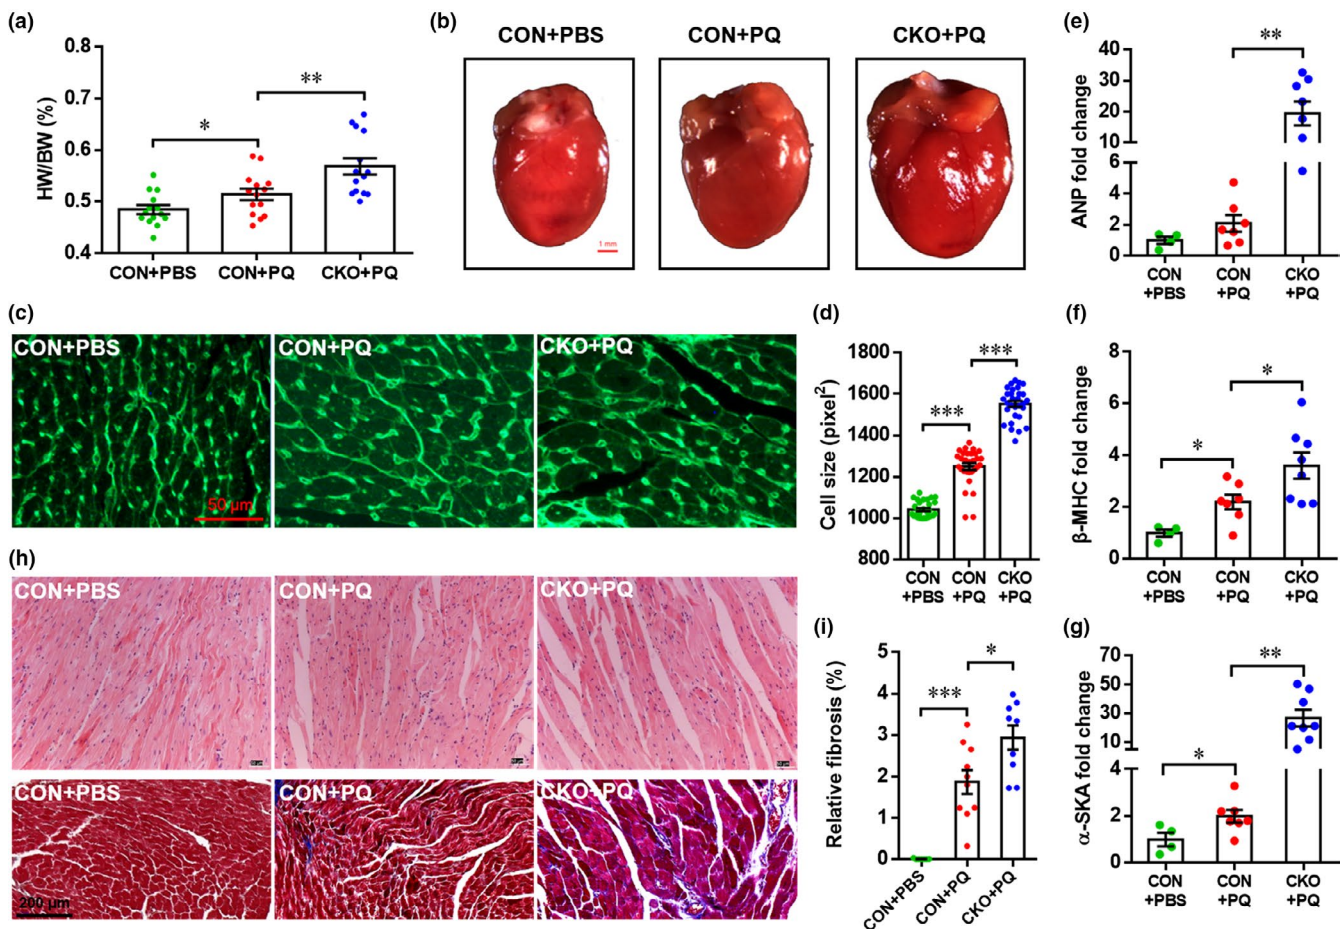 (a)
0.8
0.7
0.6
0.5
0.4
HW/BW (%)
*
**
CON+PBS CON+PQ CKO+PQ
(b)
CON+PBS CON+PQ CKO+PQ
1 mm
(e)
40
30
20
10
6
4
2
0
ANP fold change
**
CON +PBS
CON +PQ
CKO +PQ
(c)
CON+PBS CON+PQ CKO+PQ
50 µm
(d)
1800
1600
1400
1200
1000
800
Cell size (pixel²)
***
***
CON +PBS
CON +PQ
CKO +PQ
(f)
8
6
4
2
0
β-MHC fold change
*
*
CON +PBS
CON +PQ
CKO +PQ
(h)
CON+PBS CON+PQ CKO+PQ
CON+PBS CON+PQ CKO+PQ
200 µm
(i)
5
4
3
2
1
0
Relative fibrosis (%)
***
*
CON+PBS
CON+PQ
CKO+PQ
(g)
70
50
30
10
4
2
0
α-SKA fold change
*
**
CON +PBS
CON +PQ
CKO +PQ